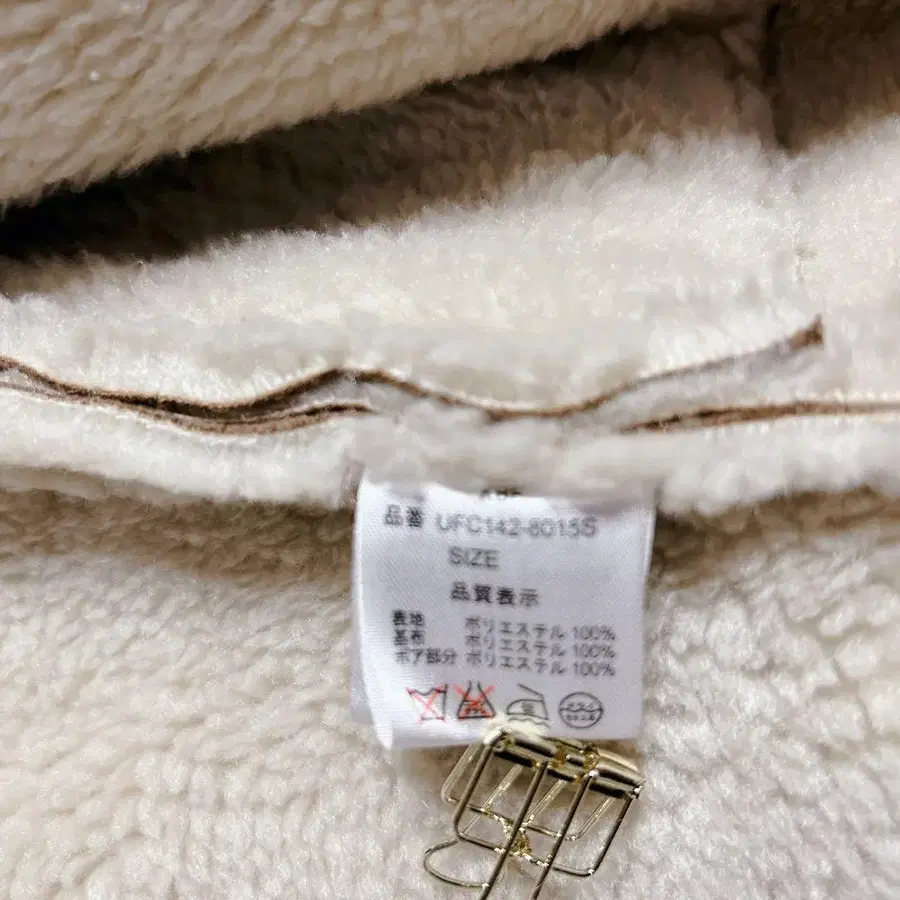 品番 UFC142-8015S
SIZE
品質表示
表地 ポリエステル 100%
基布 ポリエステル 100%
ボア部分 ポリエステル 100%